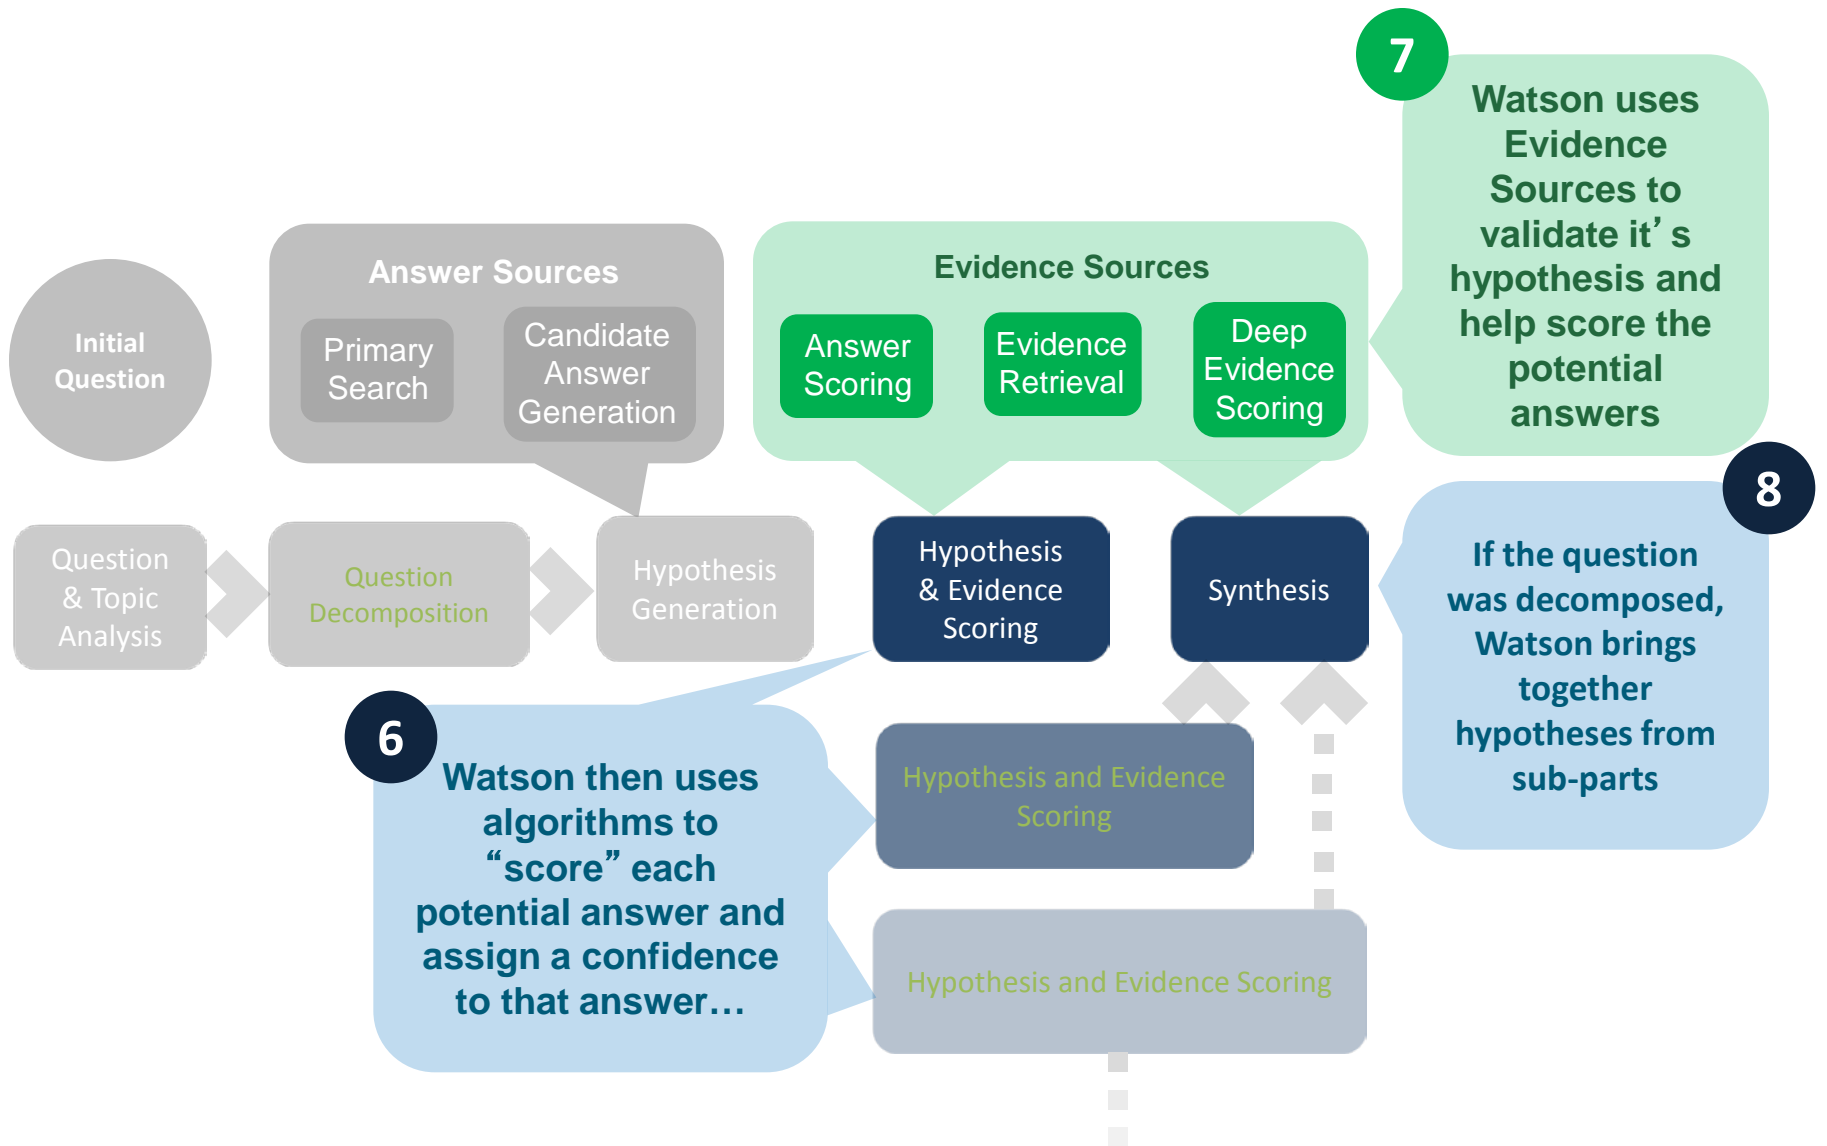 7
Watson uses
Evidence
Sources to
validate it’s
hypothesis and
help score the
potential
answers
Initial
Question
Answer Sources
Primary
Search
Candidate
Answer
Generation
Evidence Sources
Answer
Scoring
Evidence
Retrieval
Deep
Evidence
Scoring
8
If the question
was decomposed,
Watson brings
together
hypotheses from
sub-parts
Question
& Topic
Analysis
Question
Decomposition
Hypothesis
Generation
Hypothesis
& Evidence
Scoring
Synthesis
6
Watson then uses
algorithms to
“score” each
potential answer and
assign a confidence
to that answer…
Hypothesis and Evidence
Scoring
Hypothesis and Evidence Scoring